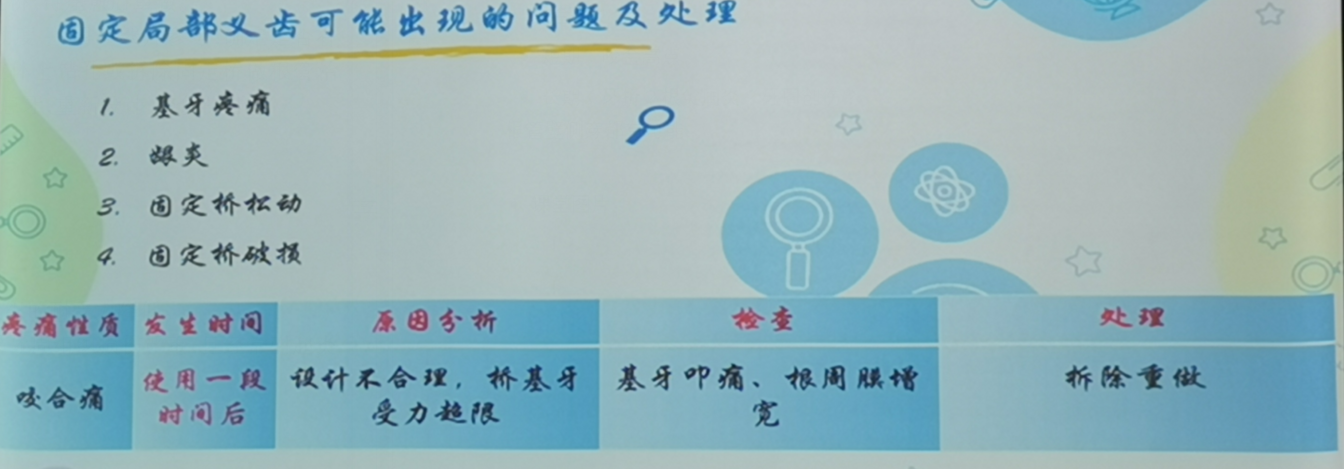 固定局部义齿可能出现的问题及处理
1. 基牙疼痛
2. 龈炎
3. 固定桥松动
4. 固定桥破损
疼痛性质 发生时间 原因分析 检查 处理
咬合痛 使用一段时间后 设计不合理，桥基牙受力超限 基牙叩痛、根周膜增宽 拆除重做